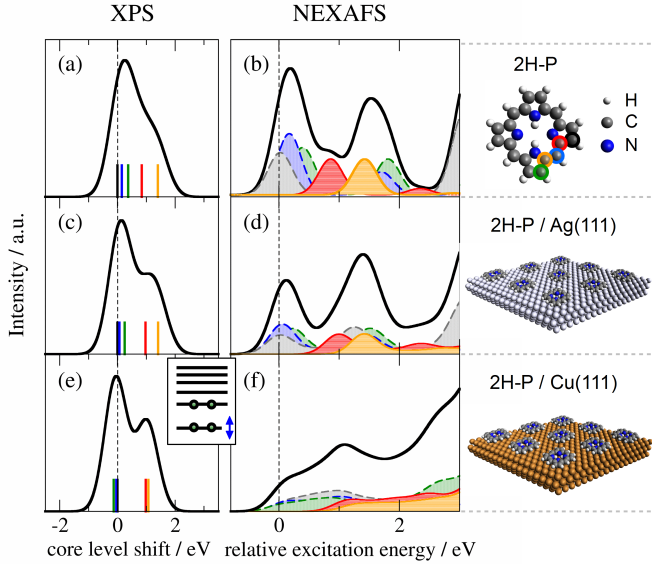 XPS
NEXAFS
(a)
(b)
2H-P
H
C
N
(c)
(d)
2H-P / Ag(111)
(e)
(f)
2H-P / Cu(111)
Intensity / a.u.
-2 0 2
0 2
core level shift / eV
relative excitation energy / eV